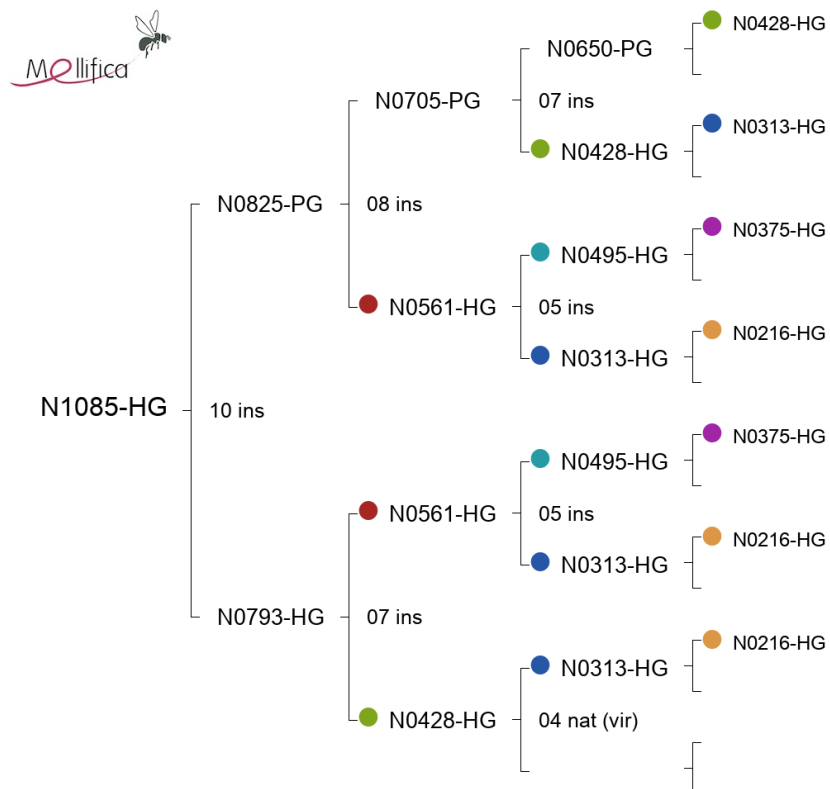 Mellifica
N0428-HG
N0650-PG
N0705-PG
07 ins
N0313-HG
N0428-HG
N0825-PG
08 ins
N0375-HG
N0495-HG
N0561-HG
05 ins
N0216-HG
N0313-HG
N1085-HG
10 ins
N0375-HG
N0495-HG
N0561-HG
05 ins
N0216-HG
N0313-HG
N0793-HG
07 ins
N0216-HG
N0313-HG
N0428-HG
04 nat (vir)